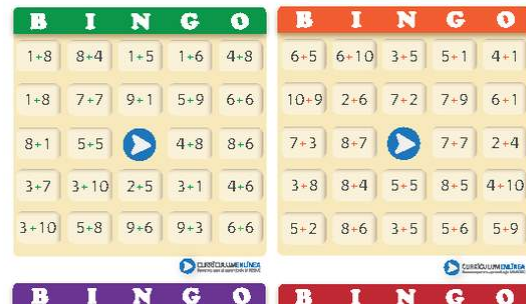 B I N G O
1+8 8+4 1+5 1+6 4+8
1+8 7+7 9+1 5+9 6+6
8+1 5+5 4+8 8+6
3+7 3+10 2+5 3+1 4+6
3+10 5+8 9+6 9+3 6+6
CURRÍCULUMENLÍNEA
B I N G O
6+5 6+10 3+5 5+1 4+1
10+9 2+6 7+2 7+9 6+1
7+3 8+7 7+7 2+4
3+8 8+4 5+5 8+5 4+10
5+2 8+6 3+5 5+6 5+9
CURRÍCULUMENLÍNEA
B I N G O
B I N G O